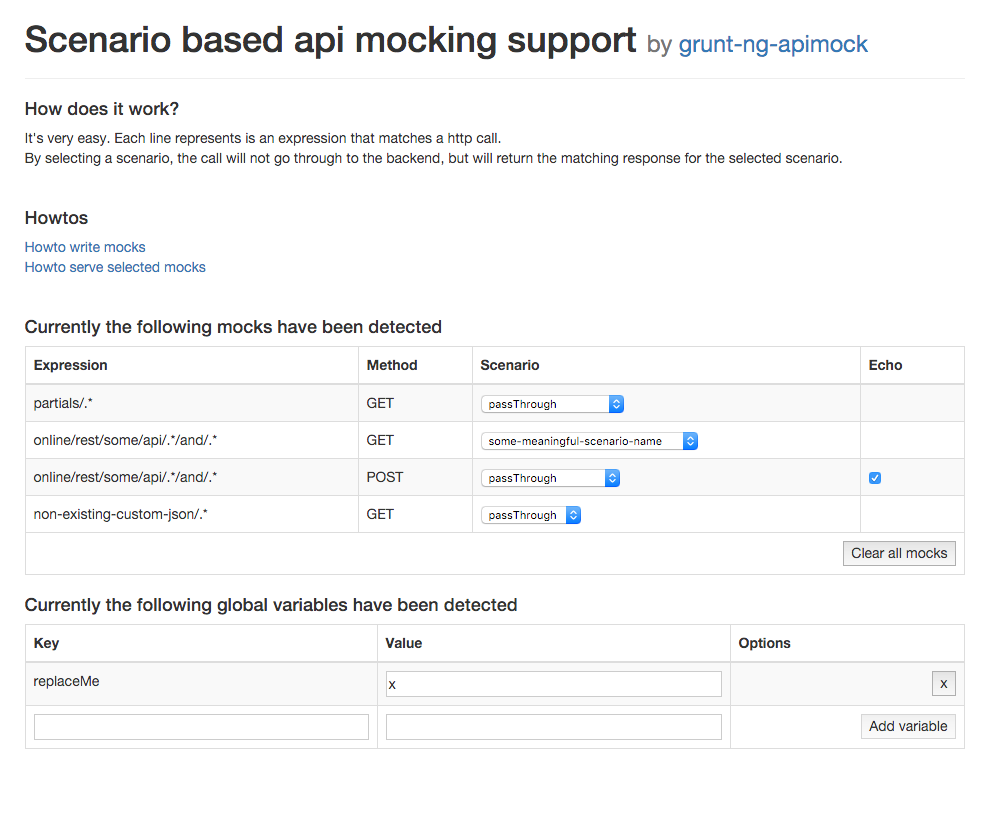 Scenario based api mocking support by grunt-ng-apimock
How does it work?
It's very easy. Each line represents is an expression that matches a http call.
By selecting a scenario, the call will not go through to the backend, but will return the matching response for the selected scenario.
Howtos
Howto write mocks
Howto serve selected mocks
Currently the following mocks have been detected
Expression Method Scenario Echo
partials/.* GET passThrough
online/rest/some/api/.*/and/.* GET some-meaningful-scenario-name
online/rest/some/api/.*/and/.* POST passThrough
non-existing-custom-json/.* GET passThrough
Clear all mocks
Currently the following global variables have been detected
Key Value Options
replaceMe x x
Add variable